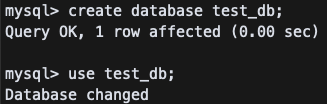 mysql> create database test_db;
Query OK, 1 row affected (0.00 sec)
mysql> use test_db;
Database changed